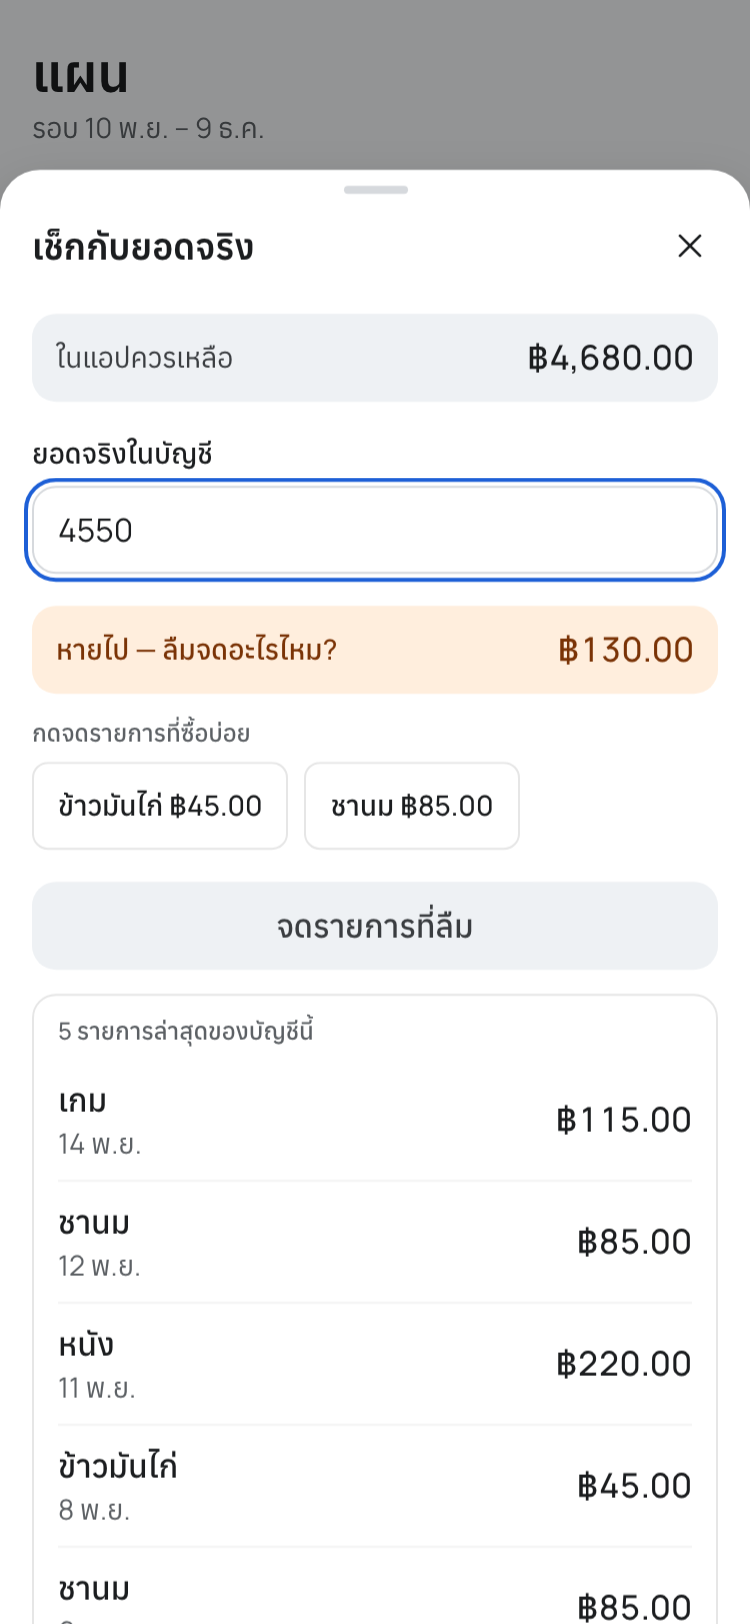 แผน
รอบ 10 พ.ย. – 9 ธ.ค.
เช็กกับยอดจริง
ในแอปควรเหลือ ฿4,680.00
ยอดจริงในบัญชี
4550
หายไป — ลืมจดอะไรไหม? ฿130.00
กดจดรายการที่ซื้อบ่อย
ข้าวมันไก่ ฿45.00 ชานม ฿85.00
จดรายการที่ลืม
5 รายการล่าสุดของบัญชีนี้
เกม ฿115.00
14 พ.ย.
ชานม ฿85.00
12 พ.ย.
หนัง ฿220.00
11 พ.ย.
ข้าวมันไก่ ฿45.00
8 พ.ย.
ชานม ฿85.00